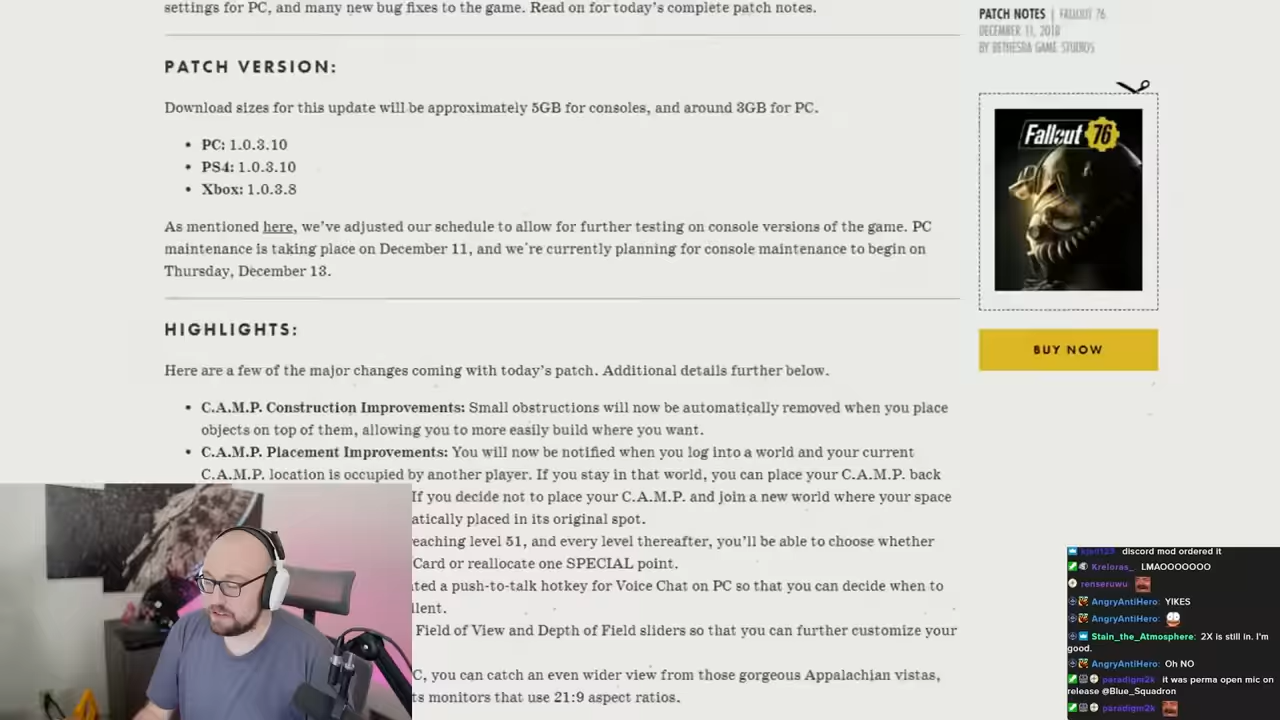 settings for PC, and many new bug fixes to the game. Read on for today's complete patch notes.
PATCH NOTES | FALLOUT 76
DECEMBER 11, 2018
BY BETHESDA GAME STUDIOS
PATCH VERSION:
Download sizes for this update will be approximately 5GB for consoles, and around 3GB for PC.
• PC: 1.0.3.10
• PS4: 1.0.3.10
• Xbox: 1.0.3.8
Fallout 76
As mentioned here, we've adjusted our schedule to allow for further testing on console versions of the game. PC
maintenance is taking place on December 11, and we're currently planning for console maintenance to begin on
Thursday, December 13.
HIGHLIGHTS:
BUY NOW
Here are a few of the major changes coming with today's patch. Additional details further below.
• C.A.M.P. Construction Improvements: Small obstructions will now be automatically removed when you place
objects on top of them, allowing you to more easily build where you want.
• C.A.M.P. Placement Improvements: You will now be notified when you log into a world and your current
C.A.M.P. location is occupied by another player. If you stay in that world, you can place your C.A.M.P. back
If you decide not to place your C.A.M.P. and join a new world where your space
atically placed in its original spot.
eaching level 51, and every level thereafter, you'll be able to choose whether
Card or reallocate one SPECIAL point.
ted a push-to-talk hotkey for Voice Chat on PC so that you can decide when to
lent.
Field of View and Depth of Field sliders so that you can further customize your
C, you can catch an even wider view from those gorgeous Appalachian vistas,
ts monitors that use 21:9 aspect ratios.
discord mod ordered it
Kreloras_: LMAOOOOOOO
renseruwu:
AngryAntiHero: YIKES
AngryAntiHero:
Stain_the_Atmosphere: 2X is still in. I'm
good.
AngryAntiHero: Oh NO
paradigm2k: it was perma open mic on
release @Blue_Squadron
paradigm2k: